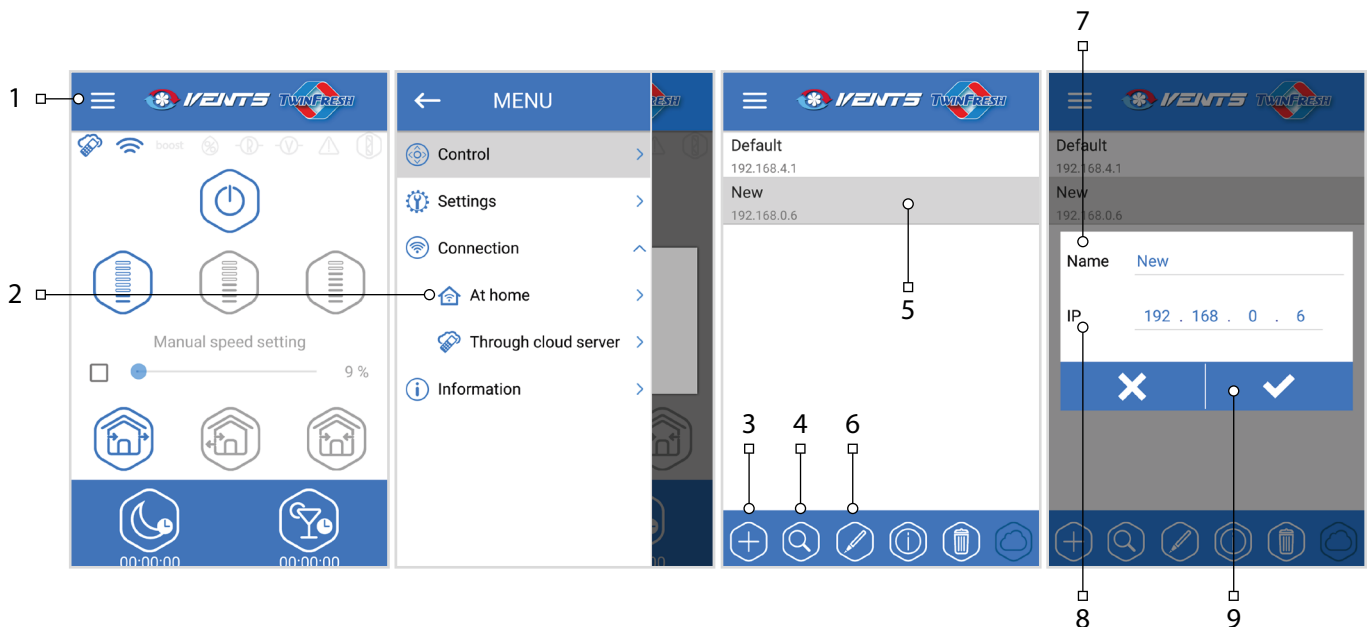 1
VENTS TWINFRESH
boost
R
V
Manual speed setting
9 %
00:00:00 00:00:00
2
MENU
Control
Settings
Connection
At home
Through cloud server
Information
RESH
00
VENTS TWINFRESH
Default
192.168.4.1
New
192.168.0.6
5
3 4 6
7
VENTS TWINFRESH
Default
192.168.4.1
New
192.168.0.6
Name New
IP 192 . 168 . 0 . 6
8 9